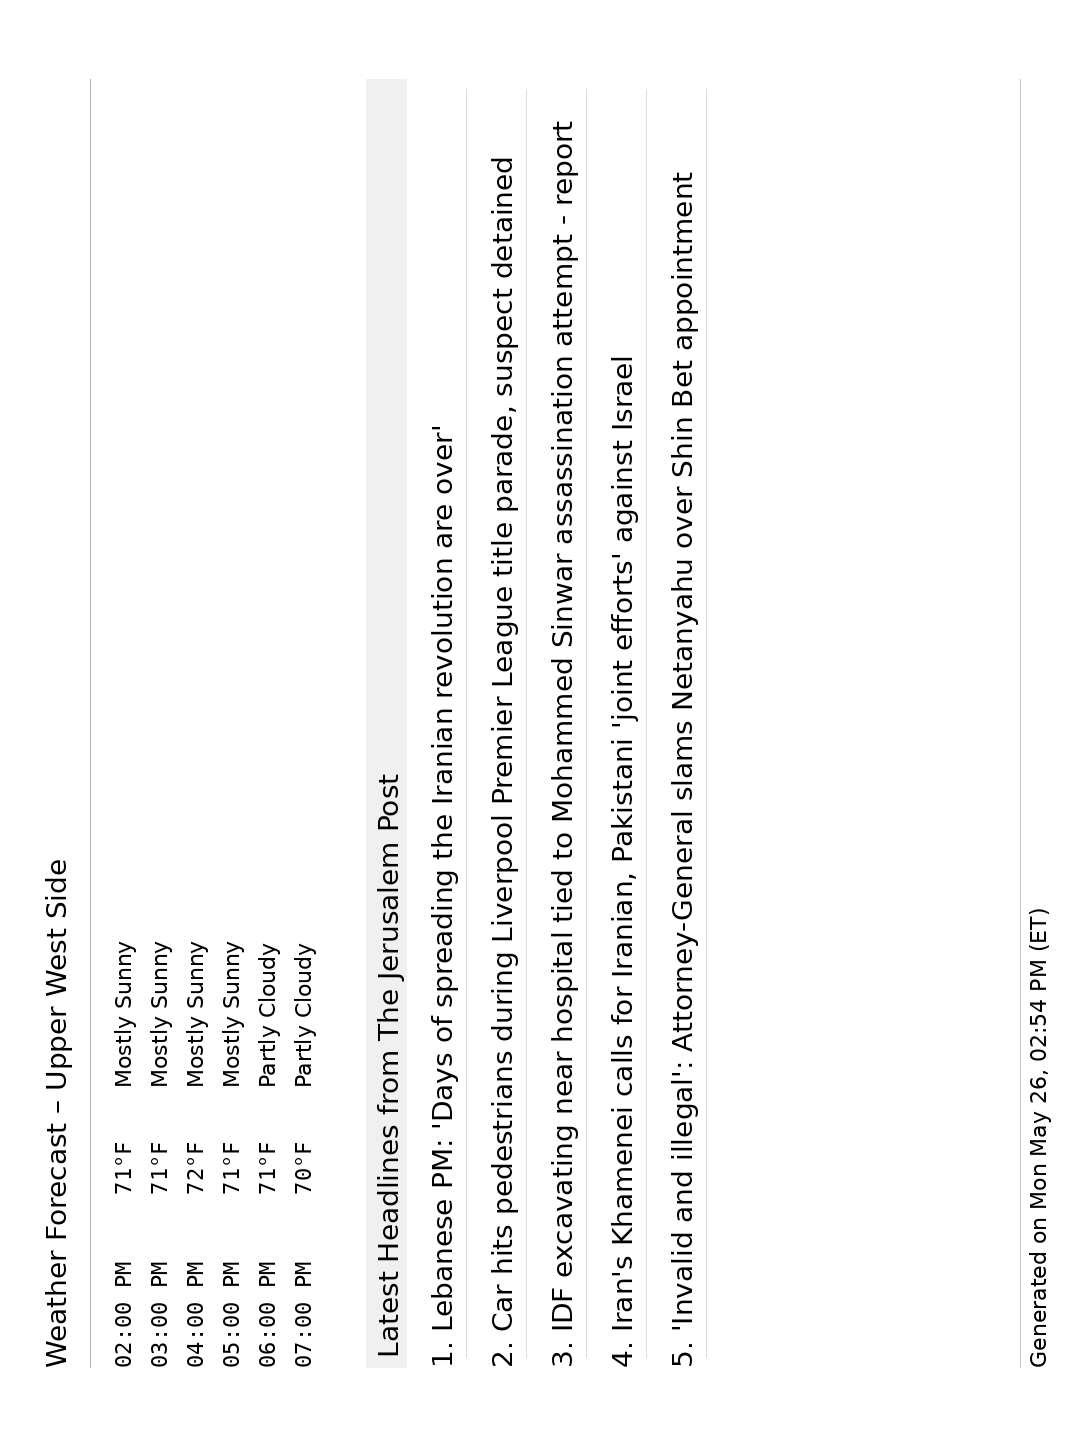 Weather Forecast – Upper West Side
02:00 PM 71°F Mostly Sunny
03:00 PM 71°F Mostly Sunny
04:00 PM 72°F Mostly Sunny
05:00 PM 71°F Mostly Sunny
06:00 PM 71°F Partly Cloudy
07:00 PM 70°F Partly Cloudy
Latest Headlines from The Jerusalem Post
1. Lebanese PM: 'Days of spreading the Iranian revolution are over'
2. Car hits pedestrians during Liverpool Premier League title parade, suspect detained
3. IDF excavating near hospital tied to Mohammed Sinwar assassination attempt - report
4. Iran's Khamenei calls for Iranian, Pakistani 'joint efforts' against Israel
5. 'Invalid and illegal': Attorney-General slams Netanyahu over Shin Bet appointment
Generated on Mon May 26, 02:54 PM (ET)